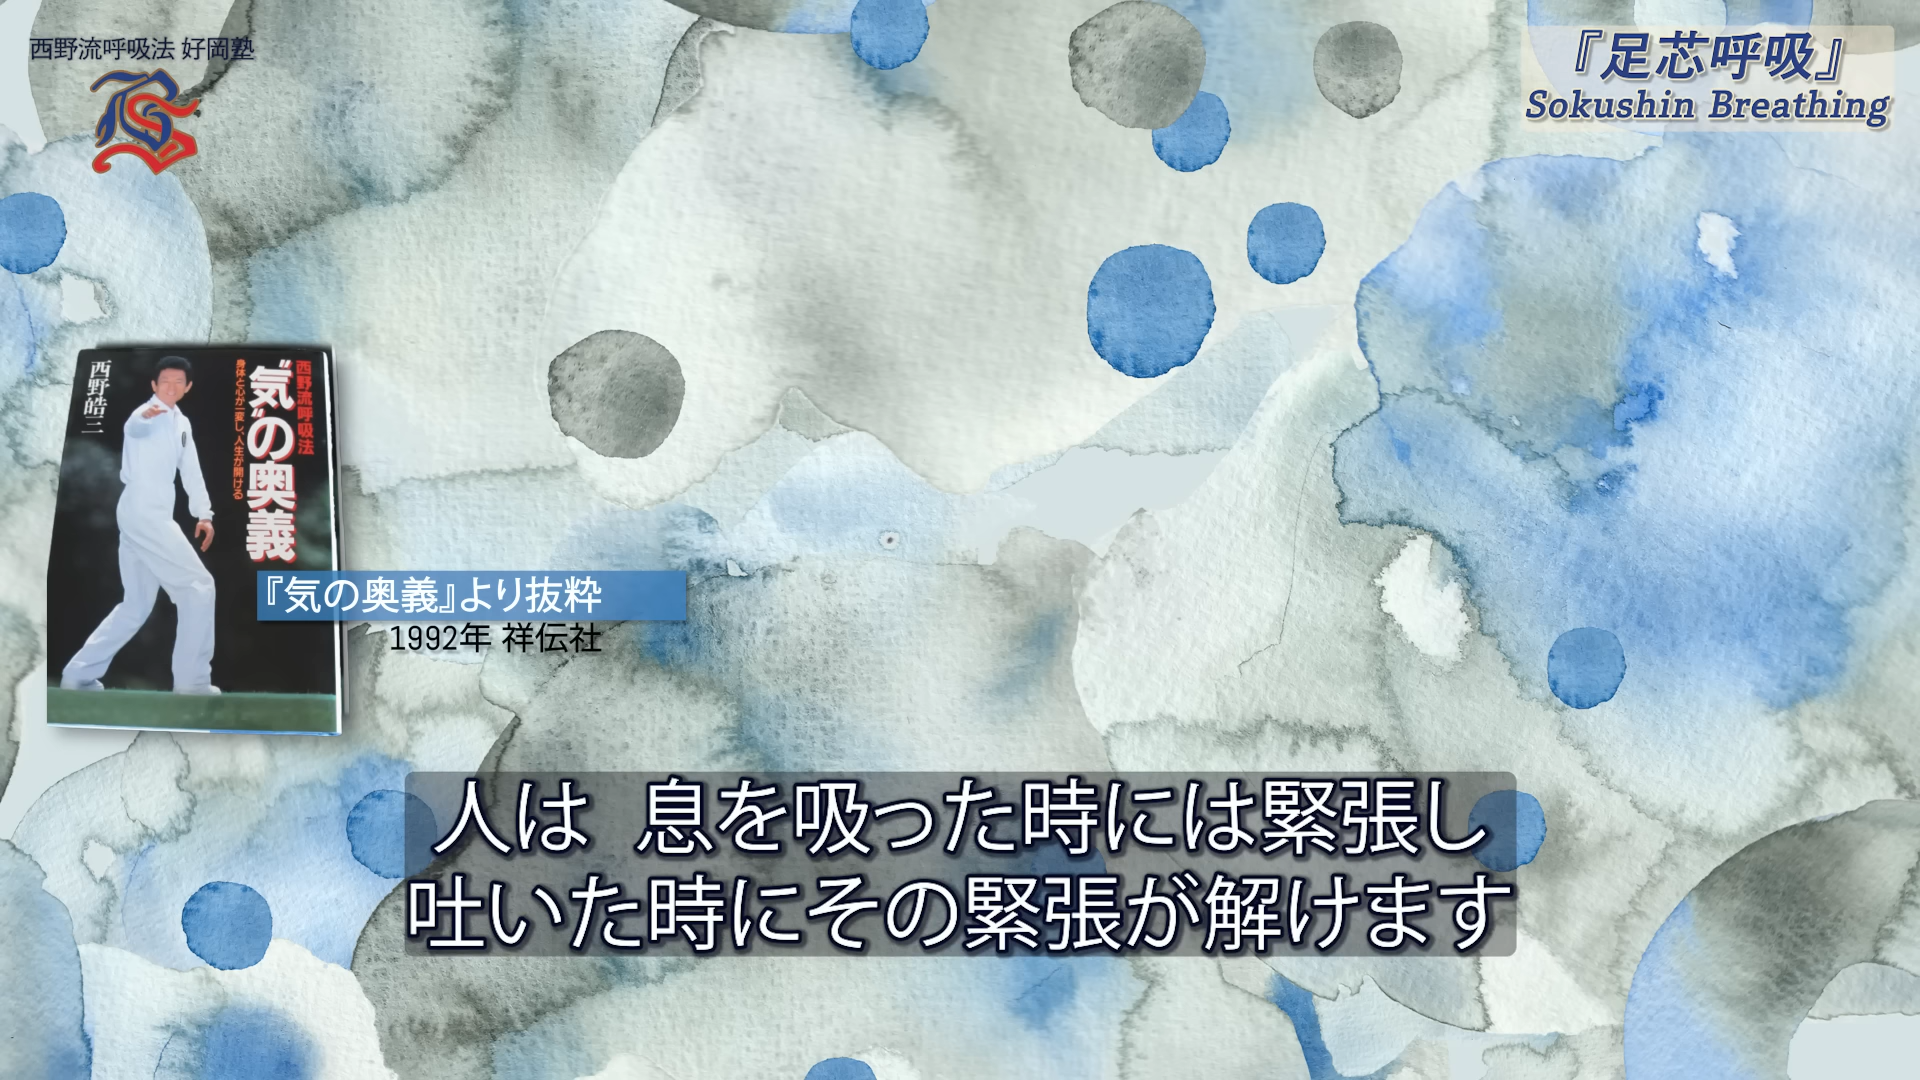 西野流呼吸法 好岡塾
『足芯呼吸』
Sokushin Breathing
西野流呼吸法
"気"の奥義
身体と心が一変し、人生が開ける
西野皓三
『気の奥義』より抜粋
1992年 祥伝社
人は 息を吸った時には緊張し
吐いた時にその緊張が解けます